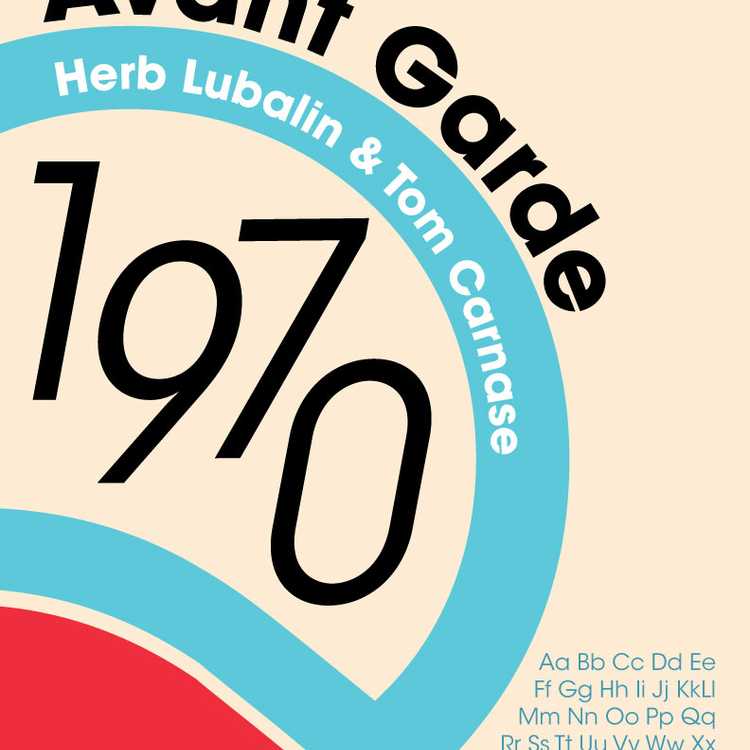 Avant Garde
Herb Lubalin & Tom Carnase
1970
Aa Bb Cc Dd Ee
Ff Gg Hh Ii Jj KkLl
Mm Nn Oo Pp Qq
Rr Ss Tt Uu Vv Ww Xx